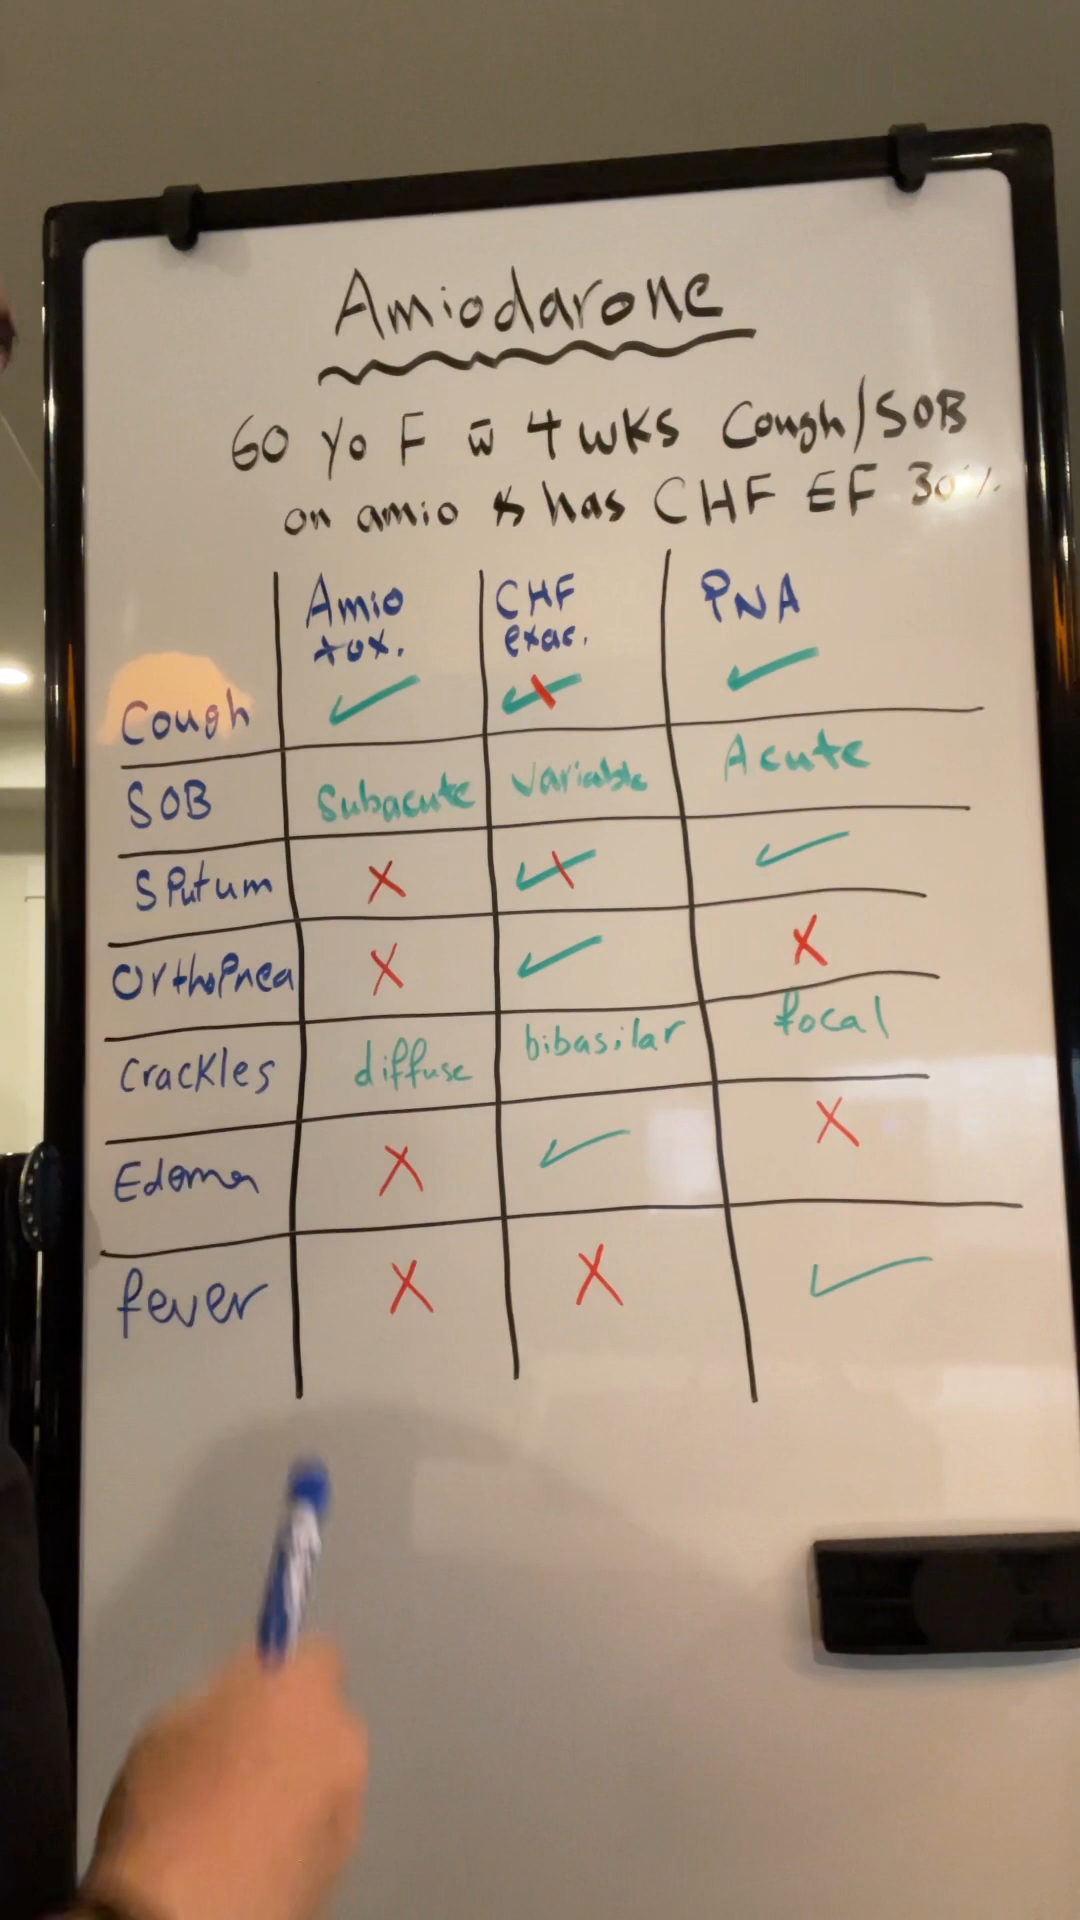 Amiodarone
60 yo F w̄ 4 wks Cough/SOB
on amio & has CHF EF 30%
Amio tox. CHF exac. PNA
Cough ✓ ✓✗ ✓
SOB Subacute Variable Acute
Sputum ✗ ✓✗ ✓
Orthopnea ✗ ✓ ✗
Crackles diffuse bibasilar focal
Edema ✗ ✓ ✗
fever ✗ ✗ ✓